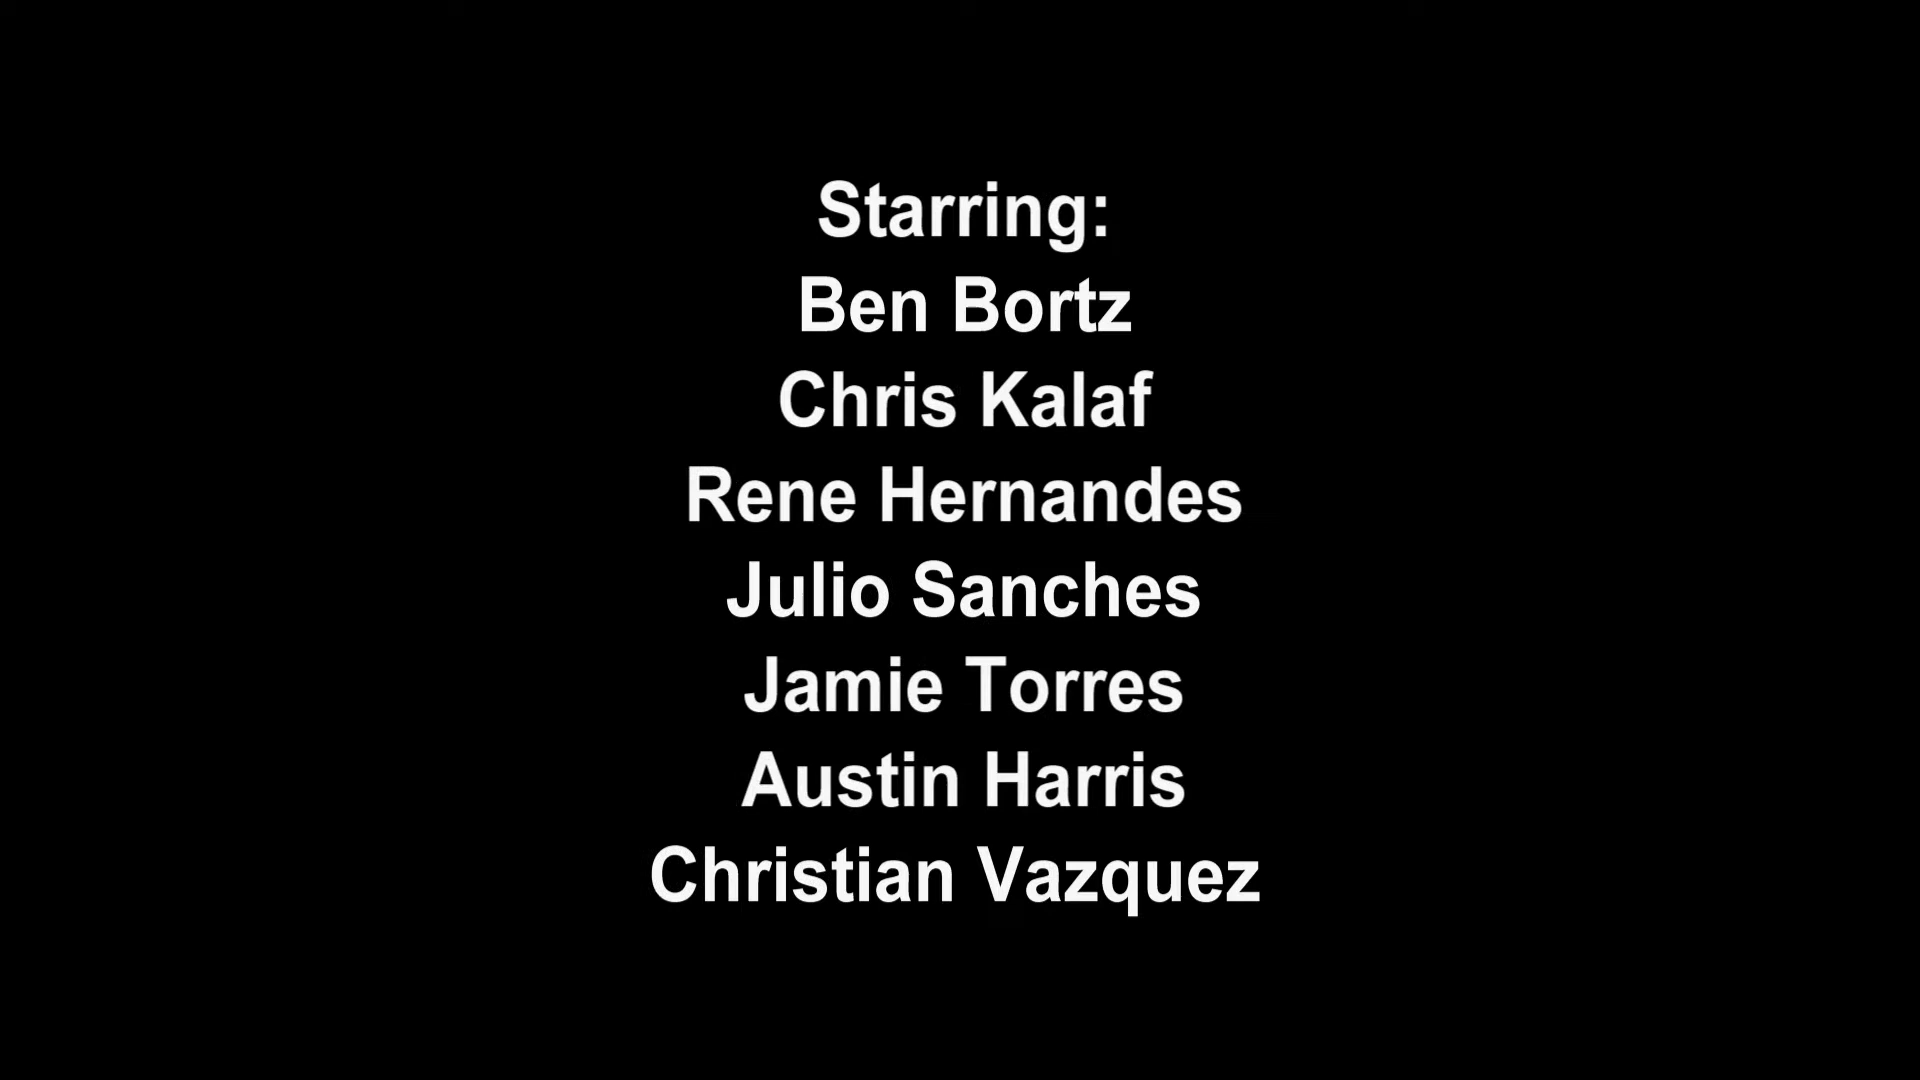 Starring:
Ben Bortz
Chris Kalaf
Rene Hernandes
Julio Sanches
Jamie Torres
Austin Harris
Christian Vazquez